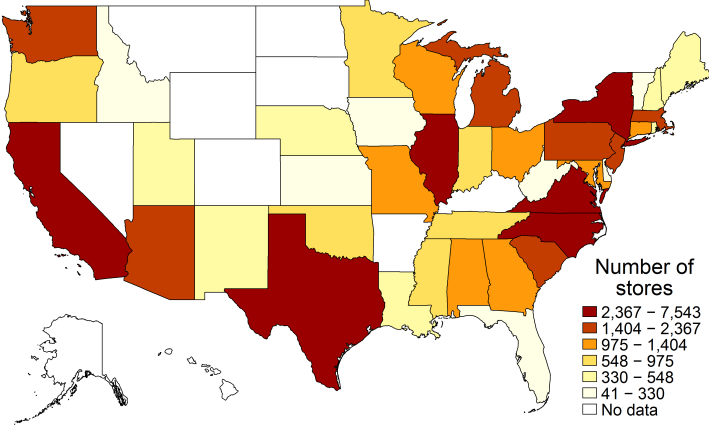 Number of
stores
2,367 − 7,543
1,404 − 2,367
975 − 1,404
548 − 975
330 − 548
41 − 330
No data